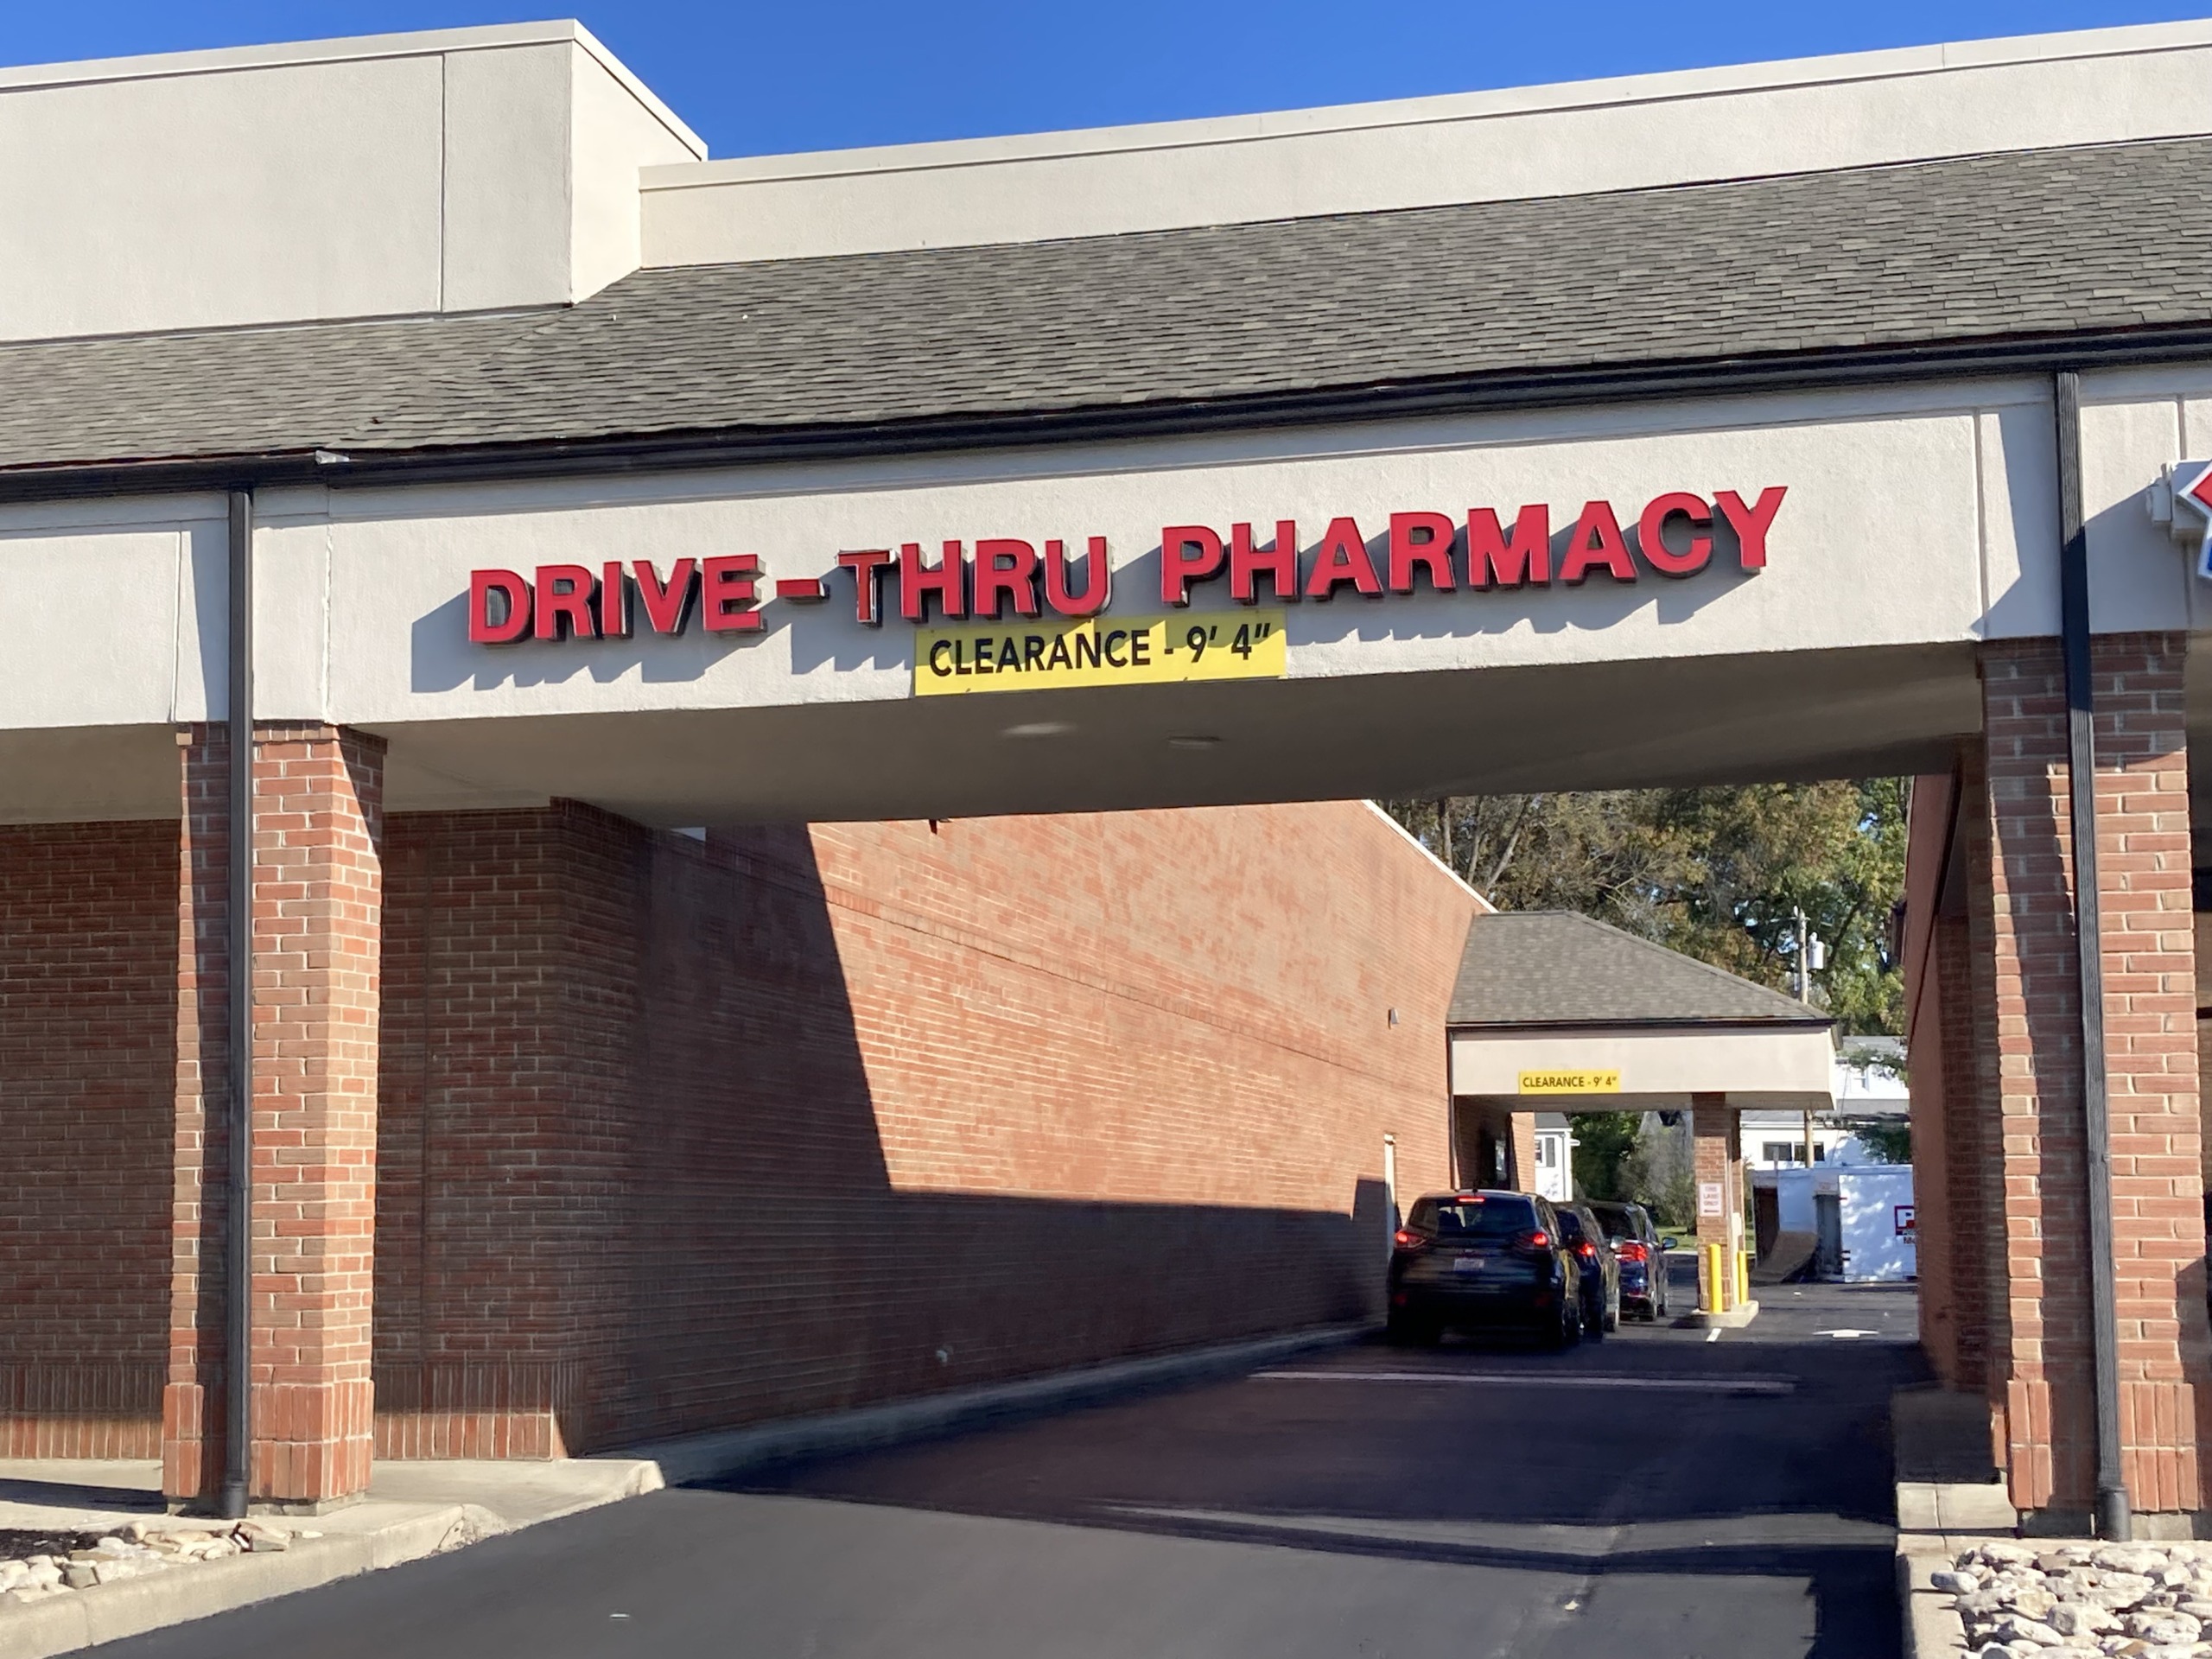 DRIVE-THRU PHARMACY
CLEARANCE - 9' 4"
CLEARANCE - 9' 4"